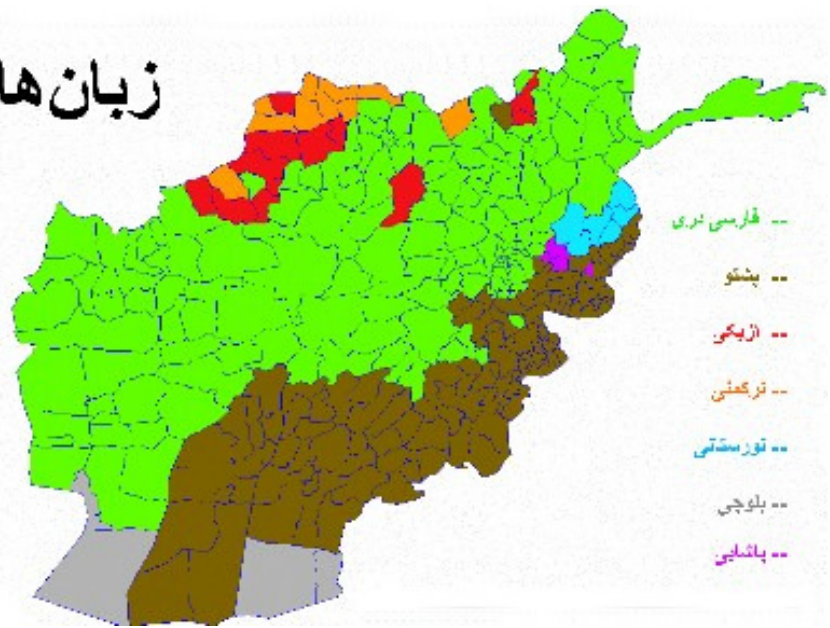 زبان‌ها
-- فارسی دری
-- پشتو
-- ازبکی
-- ترکمنی
-- نورستانی
-- بلوچی
-- پاشایی